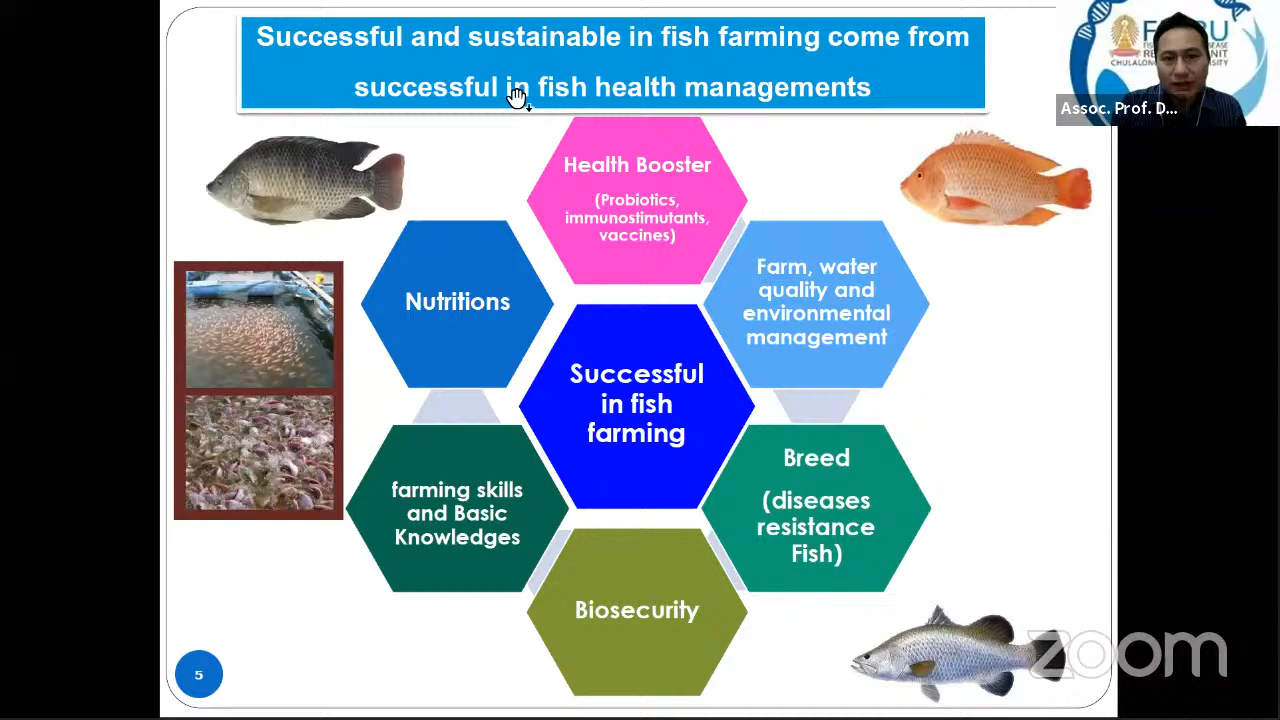 Successful and sustainable in fish farming come from
successful in fish health managements
Assoc. Prof. D...
Health Booster
(Probiotics,
immunostimutants,
vaccines)
Nutritions
Farm, water
quality and
environmental
management
Successful
in fish
farming
farming skills
and Basic
Knowledges
Breed
(diseases
resistance
Fish)
Biosecurity
5
zoom